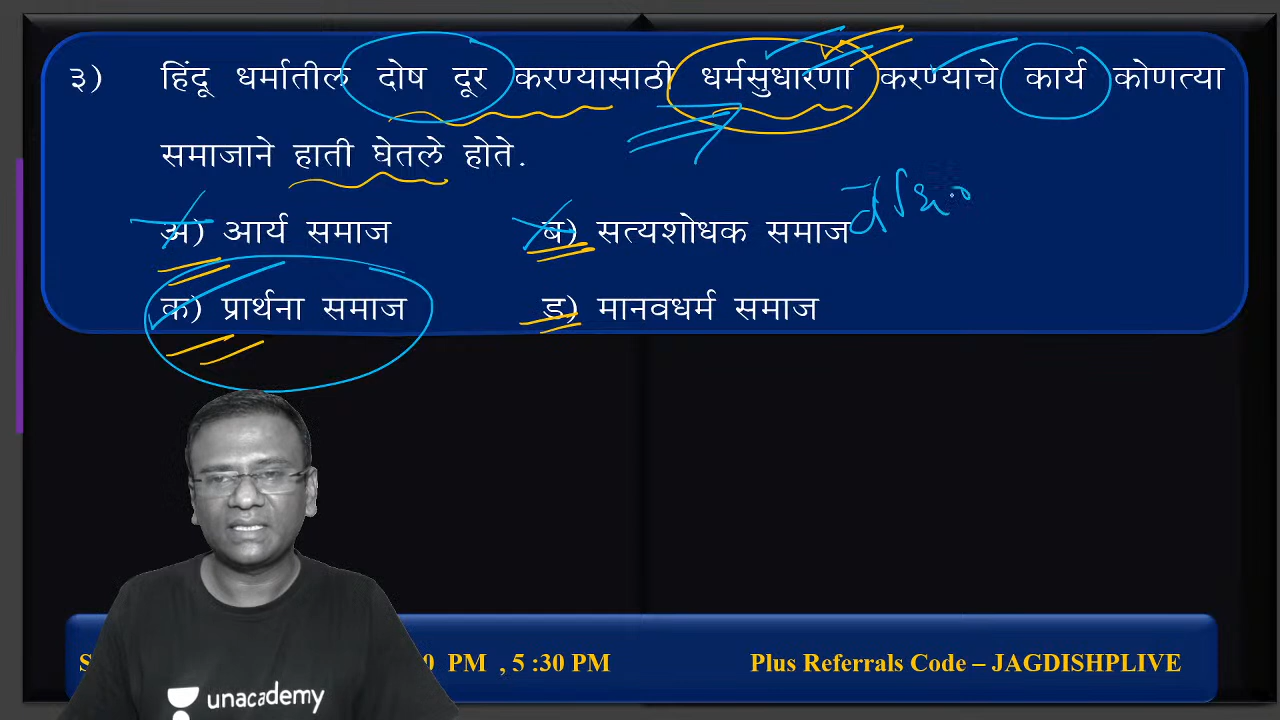 ३) हिंदू धर्मातील दोष दूर करण्यासाठी धर्मसुधारणा करण्याचे कार्य कोणत्या
समाजाने हाती घेतले होते.
अ) आर्य समाज ब) सत्यशोधक समाज
क) प्रार्थना समाज ड) मानवधर्म समाज
PM , 5 :30 PM Plus Referrals Code – JAGDISHPLIVE
unacademy